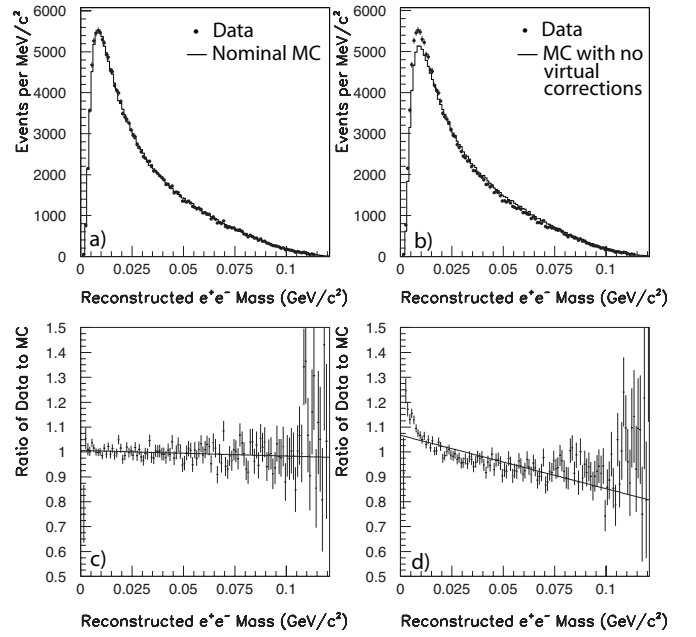 Events per MeV/c²
6000
5000
4000
3000
2000
1000
0
• Data
— Nominal MC
a)
0 0.025 0.05 0.075 0.1
Reconstructed e⁺e⁻ Mass (GeV/c²)
Events per MeV/c²
6000
5000
4000
3000
2000
1000
0
• Data
— MC with no
virtual
corrections
b)
0 0.025 0.05 0.075 0.1
Reconstructed e⁺e⁻ Mass (GeV/c²)
Ratio of Data to MC
1.5
1.4
1.3
1.2
1.1
1
0.9
0.8
0.7
0.6
0.5
c)
0 0.025 0.05 0.075 0.1
Reconstructed e⁺e⁻ Mass (GeV/c²)
Ratio of Data to MC
1.5
1.4
1.3
1.2
1.1
1
0.9
0.8
0.7
0.6
0.5
d)
0 0.025 0.05 0.075 0.1
Reconstructed e⁺e⁻ Mass (GeV/c²)